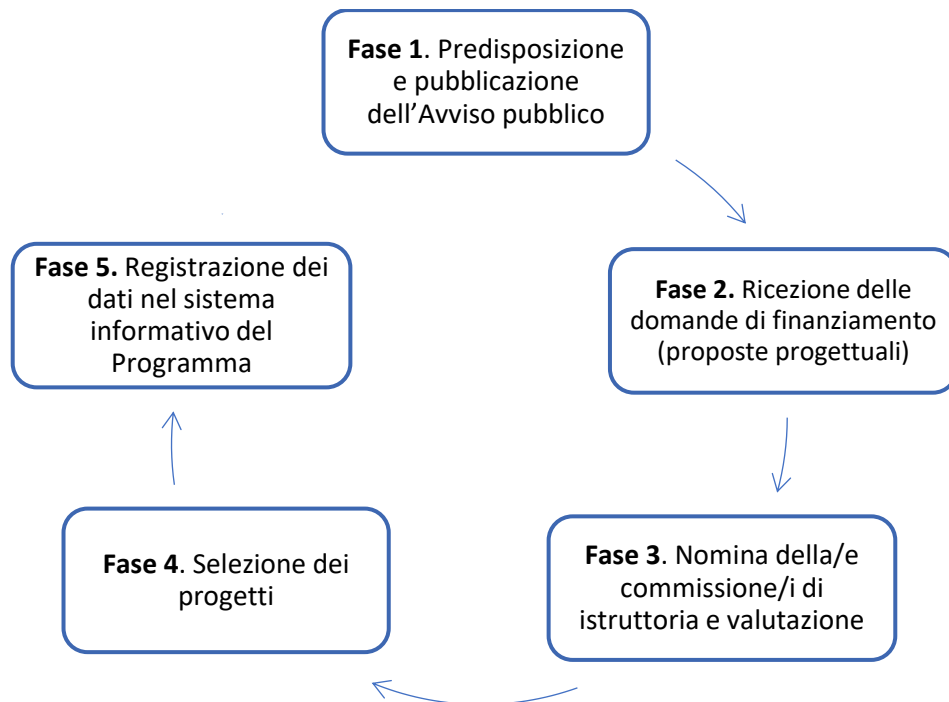 Fase 1. Predisposizione
e pubblicazione
dell’Avviso pubblico
Fase 2. Ricezione delle
domande di finanziamento
(proposte progettuali)
Fase 3. Nomina della/e
commissione/i di
istruttoria e valutazione
Fase 4. Selezione dei
progetti
Fase 5. Registrazione dei
dati nel sistema
informativo del
Programma